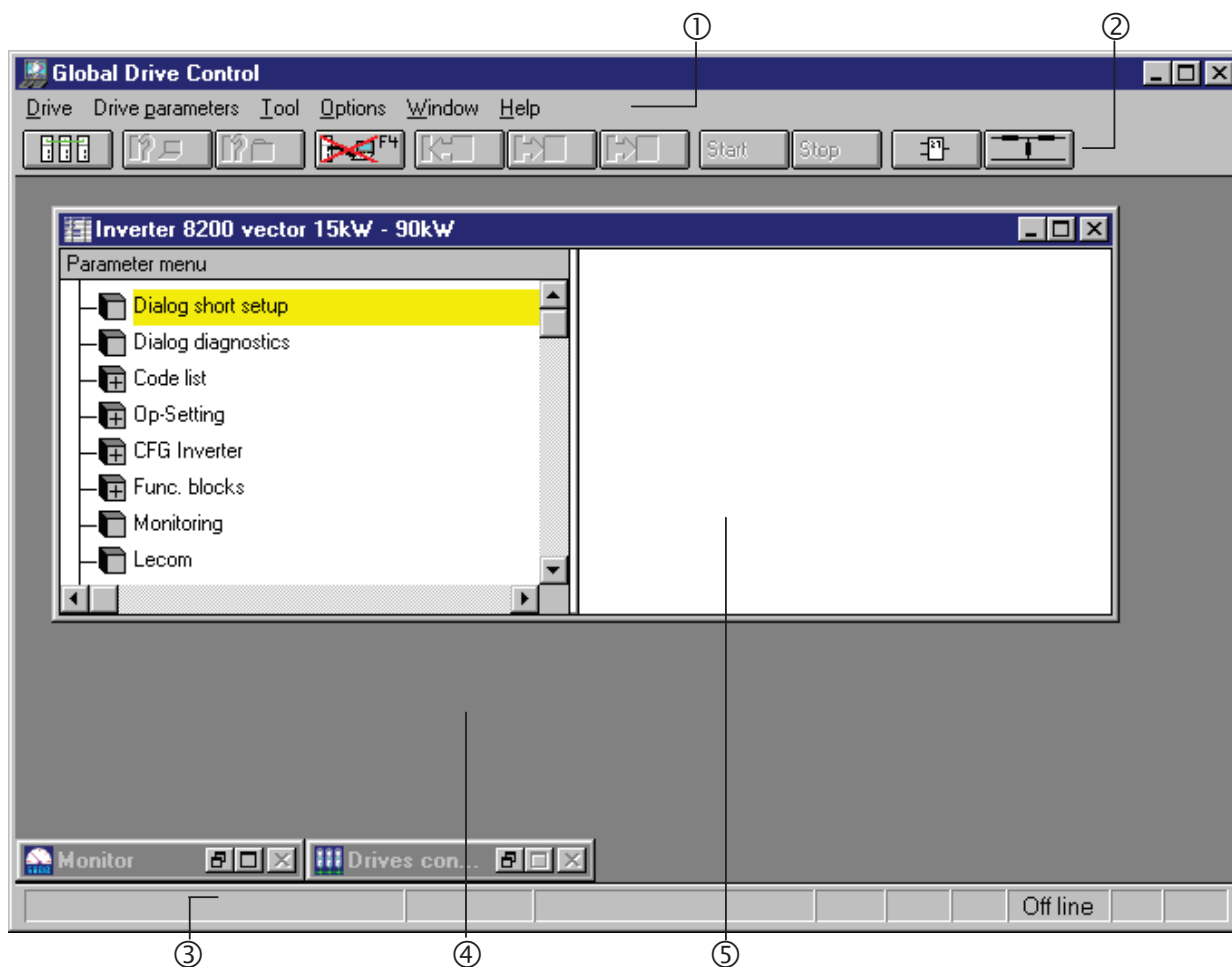 ① ②
Global Drive Control
Drive Drive parameters Tool Options Window Help
F4 Start Stop
Inverter 8200 vector 15kW - 90kW
Parameter menu
Dialog short setup
Dialog diagnostics
Code list
Op-Setting
CFG Inverter
Func. blocks
Monitoring
Lecom
Monitor Drives con...
Off line
③ ④ ⑤